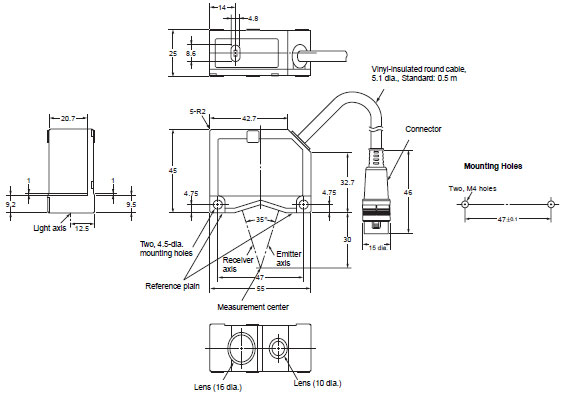 14
4.8
25
8.6
Vinyl-insulated round cable,
5.1 dia., Standard: 0.5 m
20.7
5-R2
42.7
Connector
Mounting Holes
45
1
1
4.75
4.75
32.7
46
Two, M4 holes
9.2
9.5
47±0.1
Light axis
12.5
35°
30
Two, 4.5-dia.
mounting holes
Receiver
axis
Emitter
axis
15 dia.
Reference plain
47
55
Measurement center
Lens (16 dia.)
Lens (10 dia.)